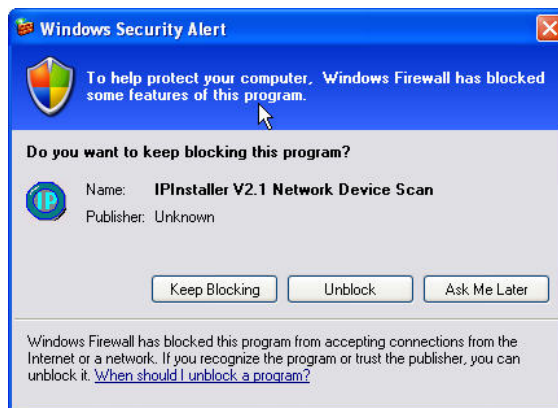 Windows Security Alert
To help protect your computer, Windows Firewall has blocked
some features of this program.
Do you want to keep blocking this program?
IP
Name: IPInstaller V2.1 Network Device Scan
Publisher: Unknown
Keep Blocking Unblock Ask Me Later
Windows Firewall has blocked this program from accepting connections from the
Internet or a network. If you recognize the program or trust the publisher, you can
unblock it. When should I unblock a program?